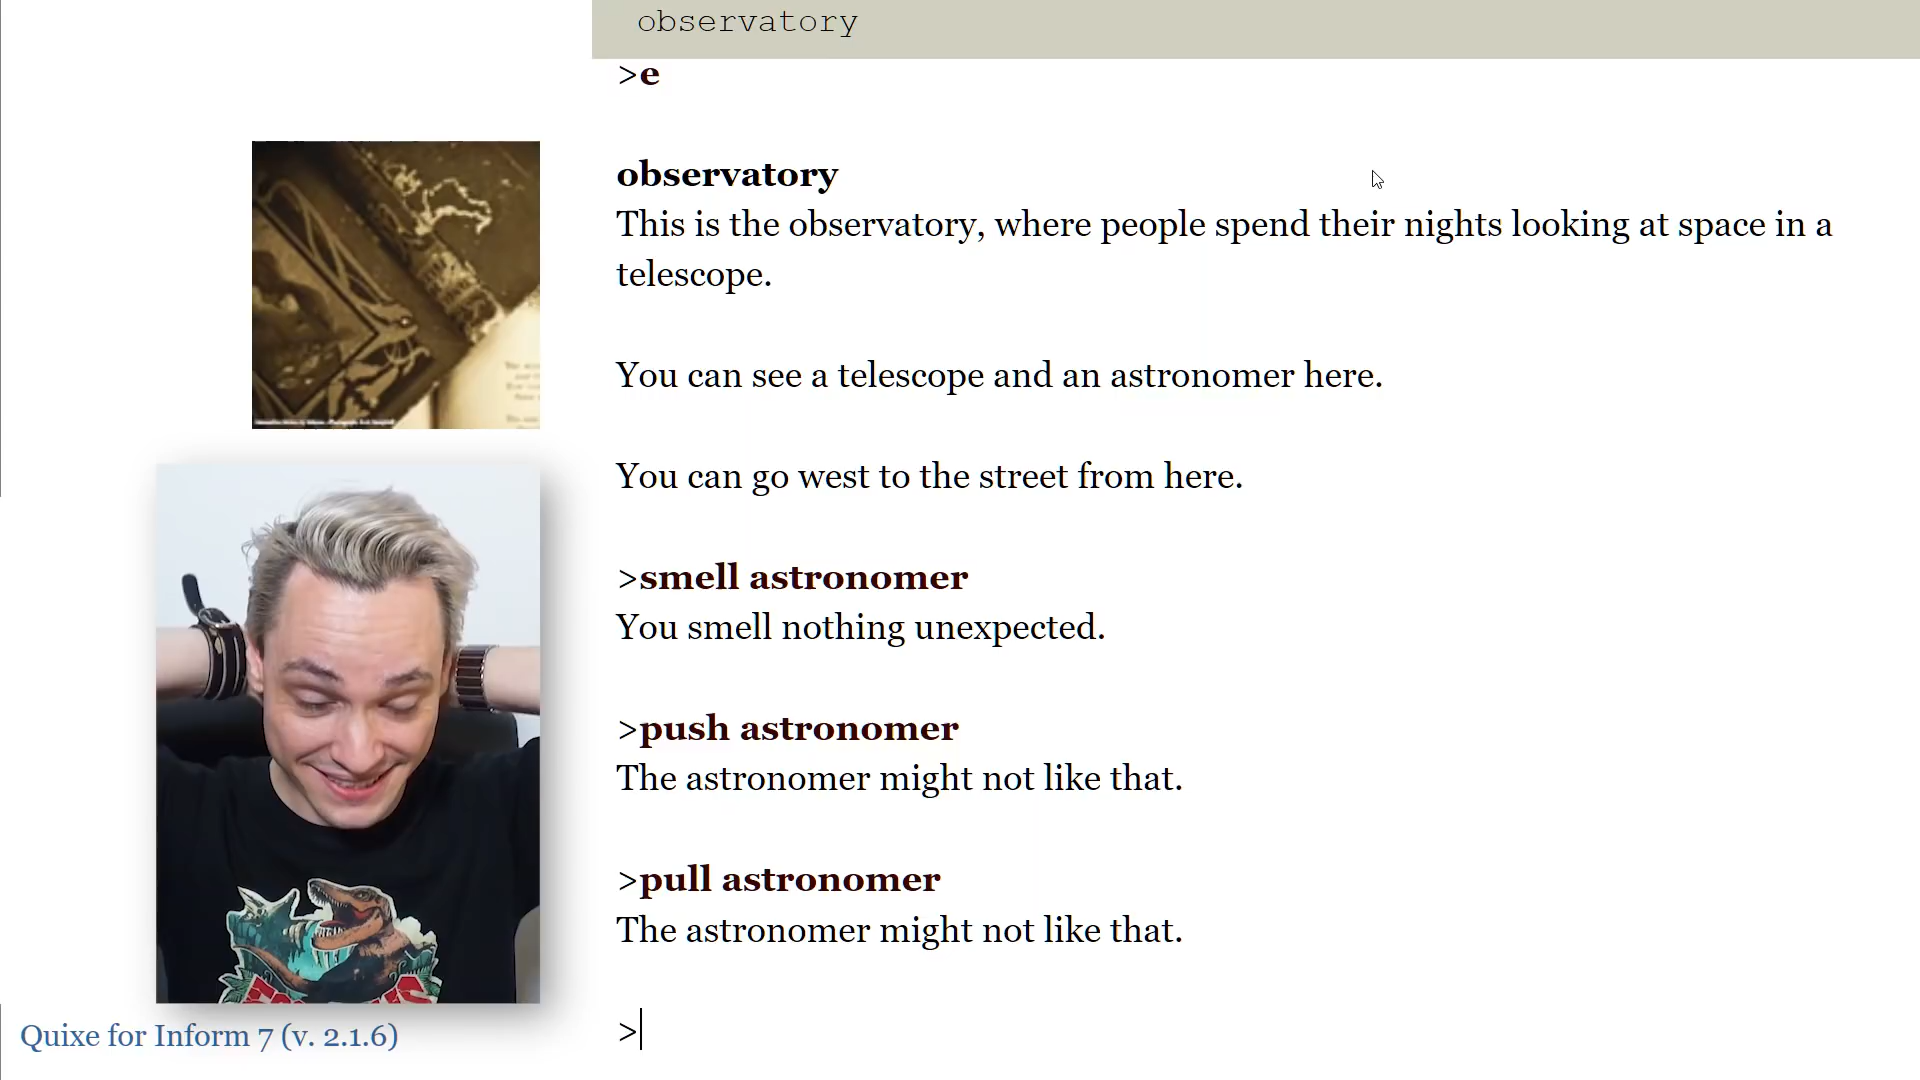 observatory
>e
observatory
This is the observatory, where people spend their nights looking at space in a
telescope.
You can see a telescope and an astronomer here.
You can go west to the street from here.
>smell astronomer
You smell nothing unexpected.
>push astronomer
The astronomer might not like that.
>pull astronomer
The astronomer might not like that.
>
Quixe for Inform 7 (v. 2.1.6)